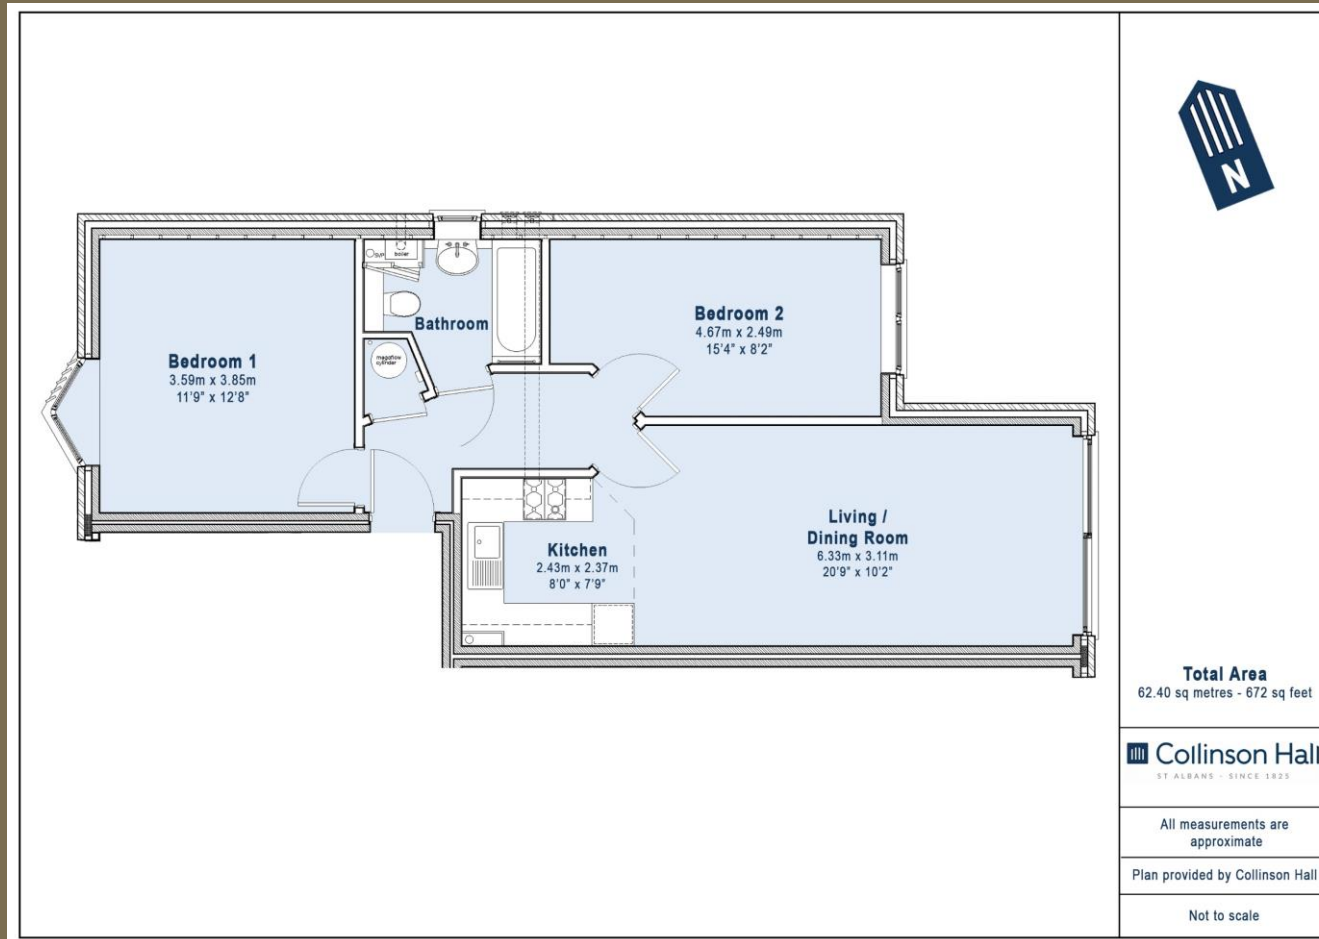 SVP
boiler
Bathroom
megaflow
cylinder
Bedroom 1
3.59m x 3.85m
11'9" x 12'8"
Bedroom 2
4.67m x 2.49m
15'4" x 8'2"
Kitchen
2.43m x 2.37m
8'0" x 7'9"
Living /
Dining Room
6.33m x 3.11m
20'9" x 10'2"
N
Total Area
62.40 sq metres - 672 sq feet
Collinson Hall
ST ALBANS - SINCE 1825
All measurements are
approximate
Plan provided by Collinson Hall
Not to scale